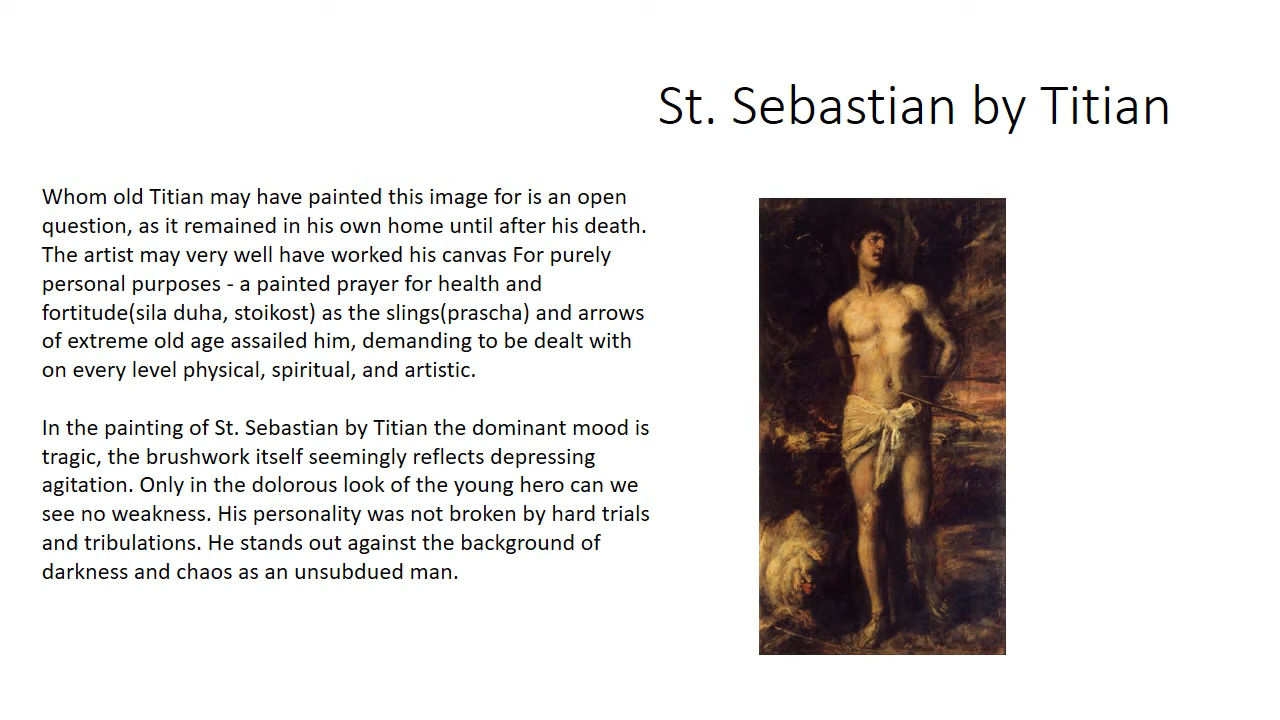 St. Sebastian by Titian
Whom old Titian may have painted this image for is an open
question, as it remained in his own home until after his death.
The artist may very well have worked his canvas For purely
personal purposes - a painted prayer for health and
fortitude(sila duha, stoikost) as the slings(prascha) and arrows
of extreme old age assailed him, demanding to be dealt with
on every level physical, spiritual, and artistic.
In the painting of St. Sebastian by Titian the dominant mood is
tragic, the brushwork itself seemingly reflects depressing
agitation. Only in the dolorous look of the young hero can we
see no weakness. His personality was not broken by hard trials
and tribulations. He stands out against the background of
darkness and chaos as an unsubdued man.